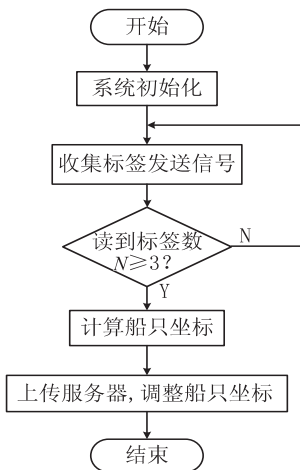 开始
系统初始化
收集标签发送信号
读到标签数
N≥3?
N
Y
计算船只坐标
上传服务器,调整船只坐标
结束